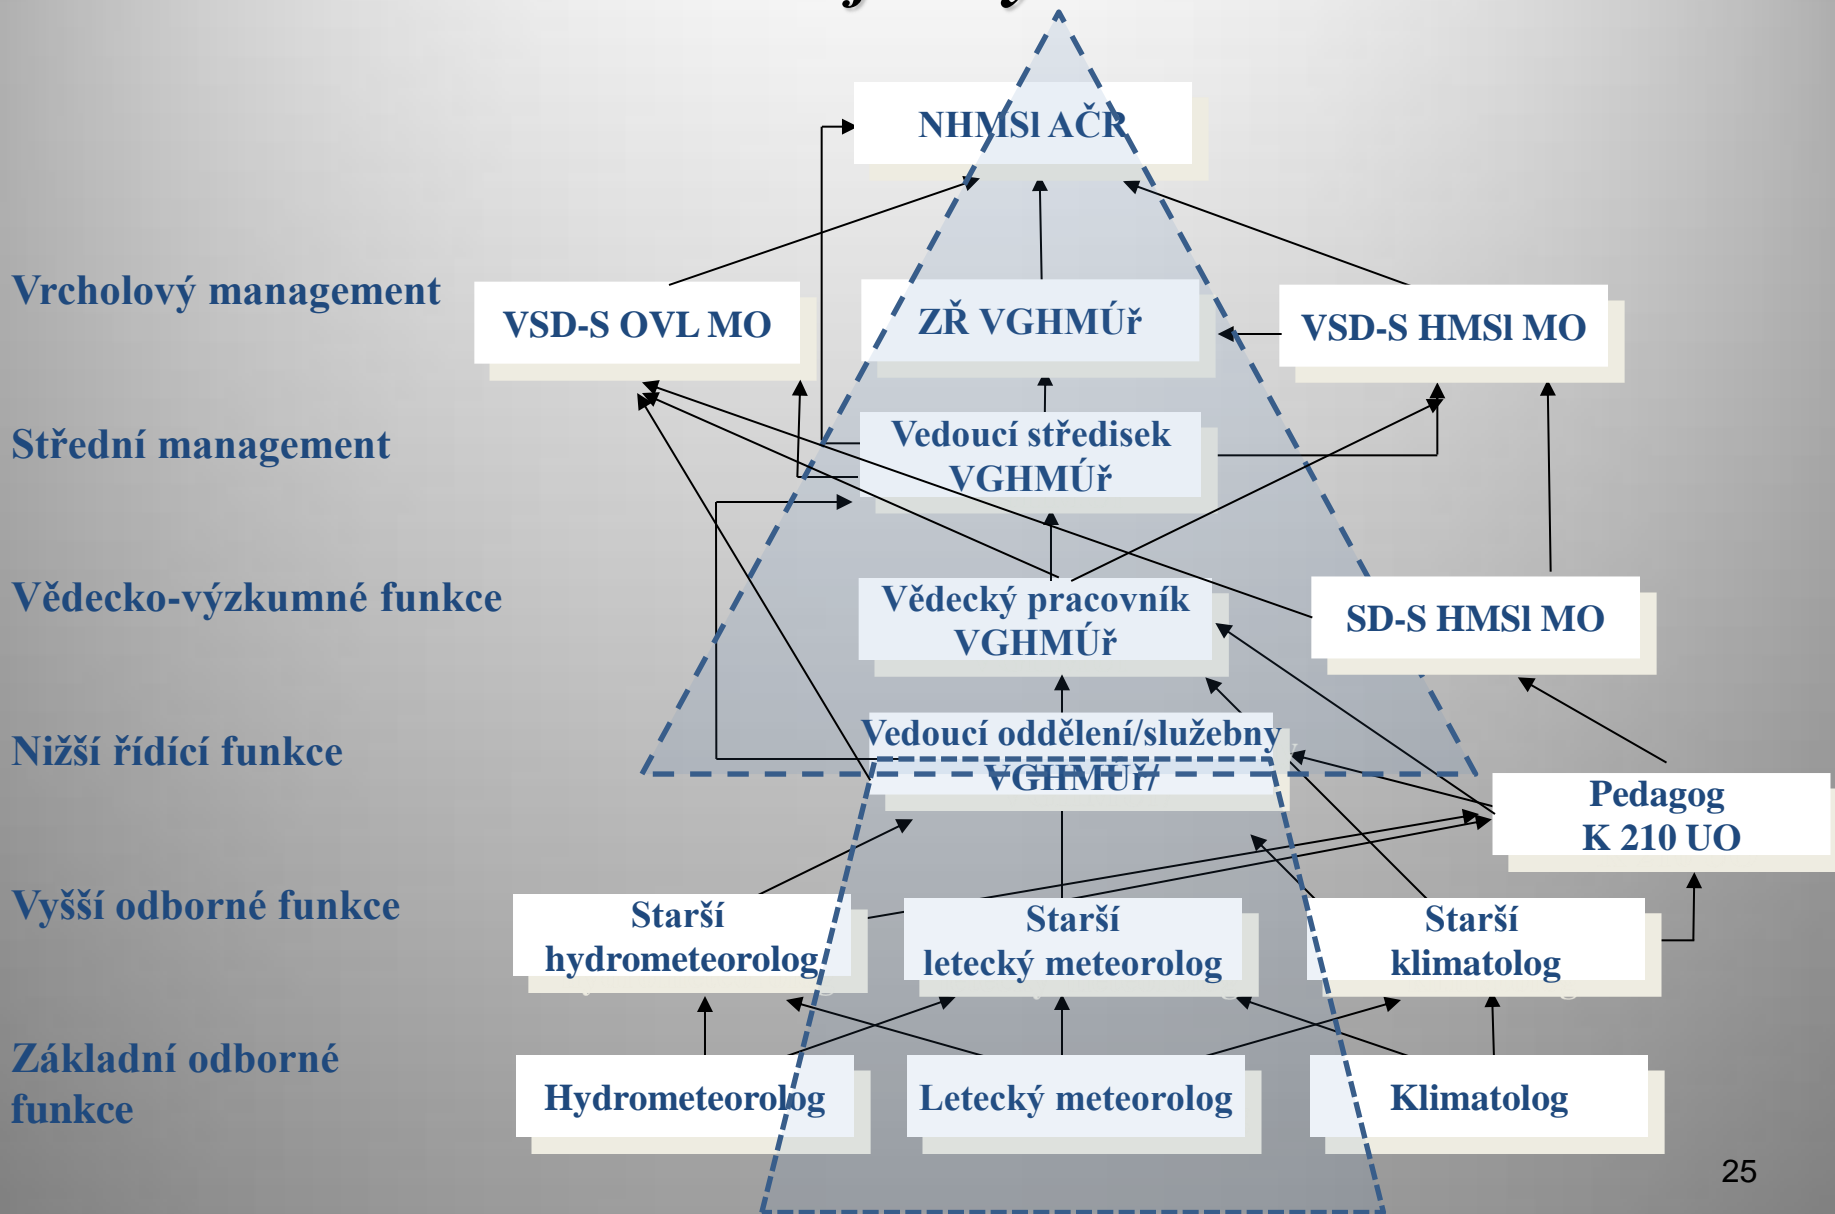 NHMSl AČR
Vrcholový management
VSD-S OVL MO
ZŘ VGHMÚř
VSD-S HMSl MO
Střední management
Vedoucí středisek
VGHMÚř
Vědecko-výzkumné funkce
Vědecký pracovník
VGHMÚř
SD-S HMSl MO
Nižší řídící funkce
Vedoucí oddělení/služebny
VGHMÚř/
Pedagog
K 210 UO
Vyšší odborné funkce
Starší
hydrometeorolog
Starší
letecký meteorolog
Starší
klimatolog
Základní odborné
funkce
Hydrometeorolog
Letecký meteorolog
Klimatolog
25